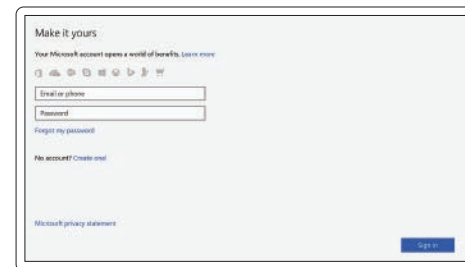 Make it yours
Your Microsoft account opens a world of benefits. Learn more
Email or phone
Password
Forgot my password
No account? Create one!
Microsoft privacy statement
Sign in